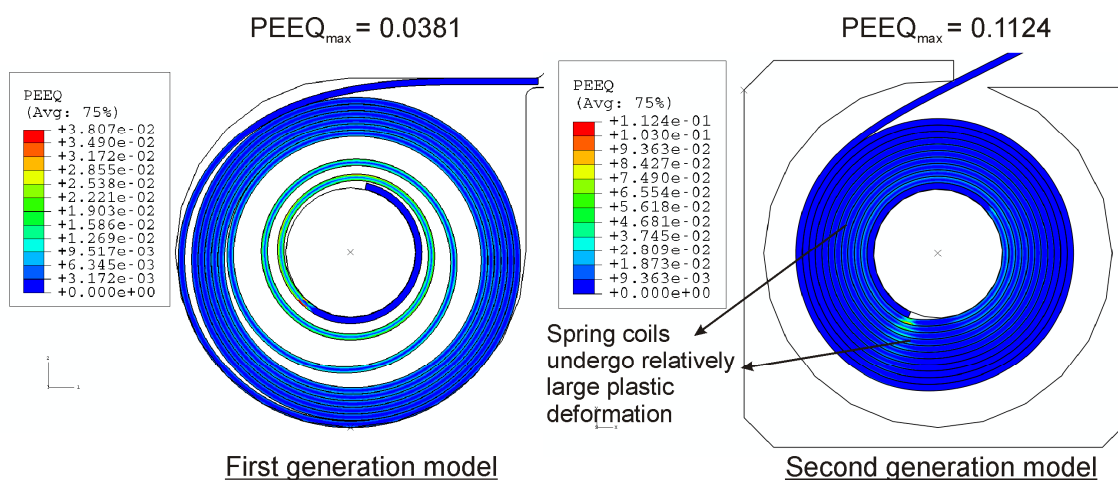 PEEQmax = 0.0381
PEEQmax = 0.1124
PEEQ
(Avg: 75%)
+3.807e-02
+3.490e-02
+3.172e-02
+2.855e-02
+2.538e-02
+2.221e-02
+1.903e-02
+1.586e-02
+1.269e-02
+9.517e-03
+6.345e-03
+3.172e-03
+0.000e+00
PEEQ
(Avg: 75%)
+1.124e-01
+1.030e-01
+9.363e-02
+8.427e-02
+7.490e-02
+6.554e-02
+5.618e-02
+4.681e-02
+3.745e-02
+2.809e-02
+1.873e-02
+9.363e-03
+0.000e+00
Spring coils
undergo relatively
large plastic
deformation
2
1
First generation model
Second generation model